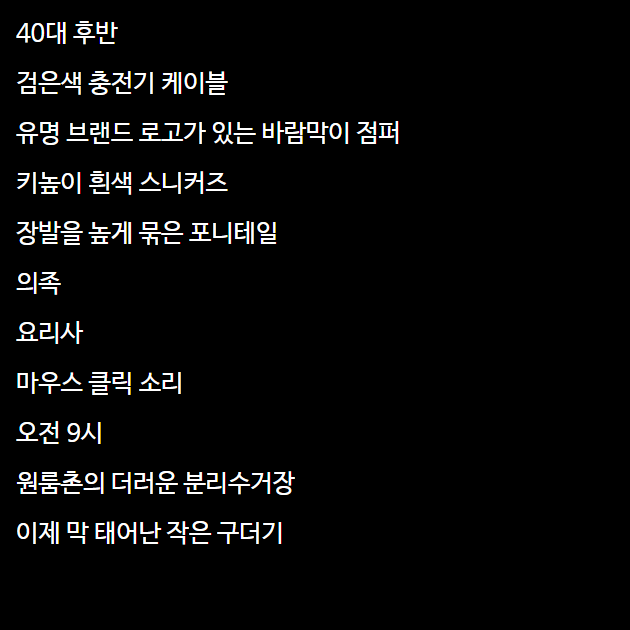 40대 후반
검은색 충전기 케이블
유명 브랜드 로고가 있는 바람막이 점퍼
키높이 흰색 스니커즈
장발을 높게 묶은 포니테일
의족
요리사
마우스 클릭 소리
오전 9시
원룸촌의 더러운 분리수거장
이제 막 태어난 작은 구더기